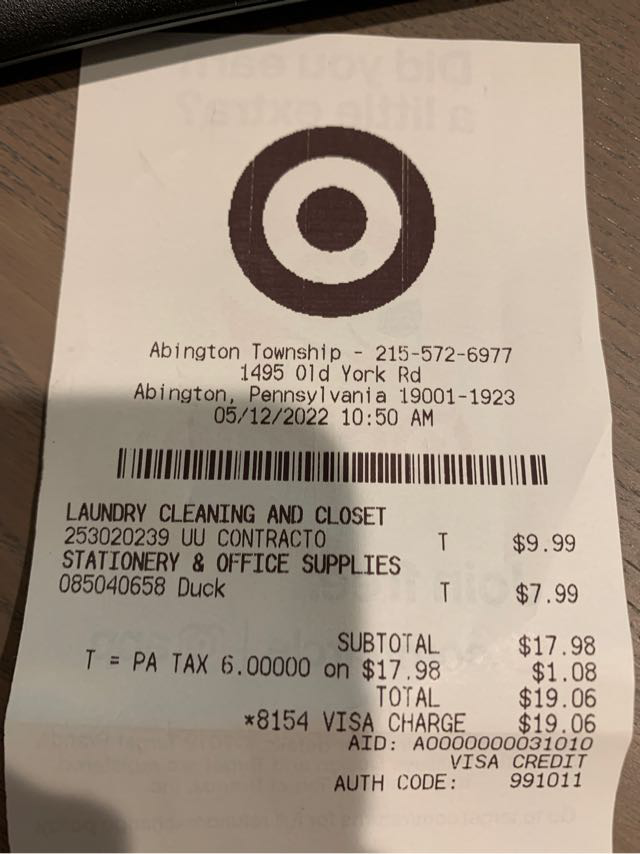 Abington Township - 215-572-6977
1495 Old York Rd
Abington, Pennsylvania 19001-1923
05/12/2022 10:50 AM
LAUNDRY CLEANING AND CLOSET
253020239 UU CONTRACTO T $9.99
STATIONERY & OFFICE SUPPLIES
085040658 Duck T $7.99
SUBTOTAL $17.98
T = PA TAX 6.00000 on $17.98 $1.08
TOTAL $19.06
*8154 VISA CHARGE $19.06
AID: A0000000031010
VISA CREDIT
AUTH CODE: 991011